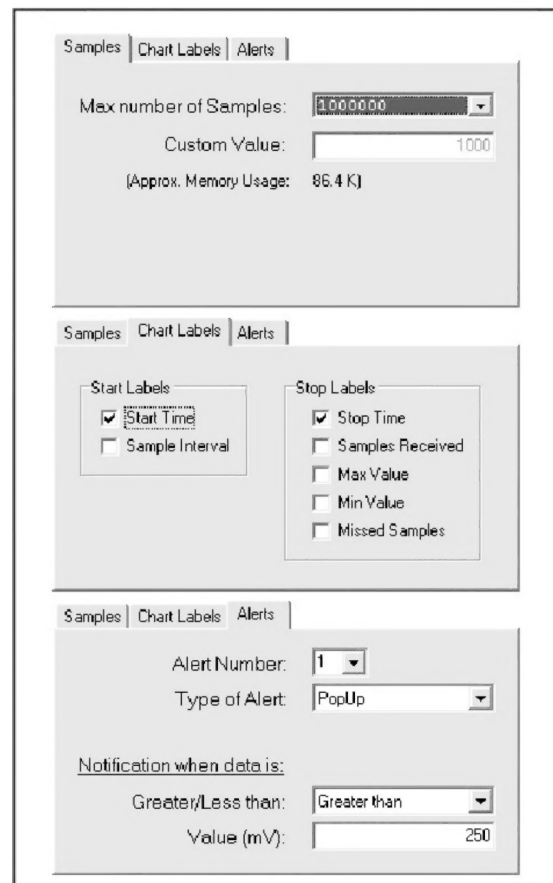 Samples Chart Labels Alerts
Max number of Samples: 1000000
Custom Value: 1000
(Approx. Memory Usage: 86.4 K)
Samples Chart Labels Alerts
Start Labels
Start Time
Sample Interval
Stop Labels
Stop Time
Samples Received
Max Value
Min Value
Missed Samples
Samples Chart Labels Alerts
Alert Number: 1
Type of Alert: PopUp
Notification when data is:
Greater/Less than: Greater than
Value (mV): 250